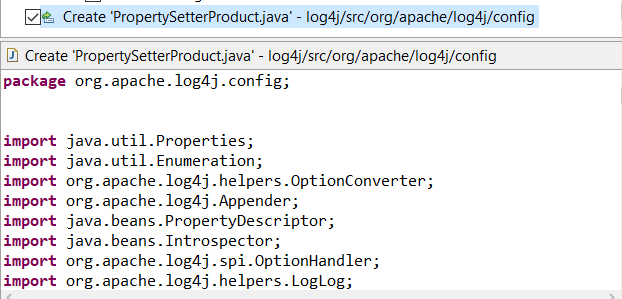 Create 'PropertySetterProduct.java' - log4j/src/org/apache/log4j/config
Create 'PropertySetterProduct.java' - log4j/src/org/apache/log4j/config
package org.apache.log4j.config;
import java.util.Properties;
import java.util.Enumeration;
import org.apache.log4j.helpers.OptionConverter;
import org.apache.log4j.Appender;
import java.beans.PropertyDescriptor;
import java.beans.Introspector;
import org.apache.log4j.spi.OptionHandler;
import org.apache.log4j.helpers.LogLog;